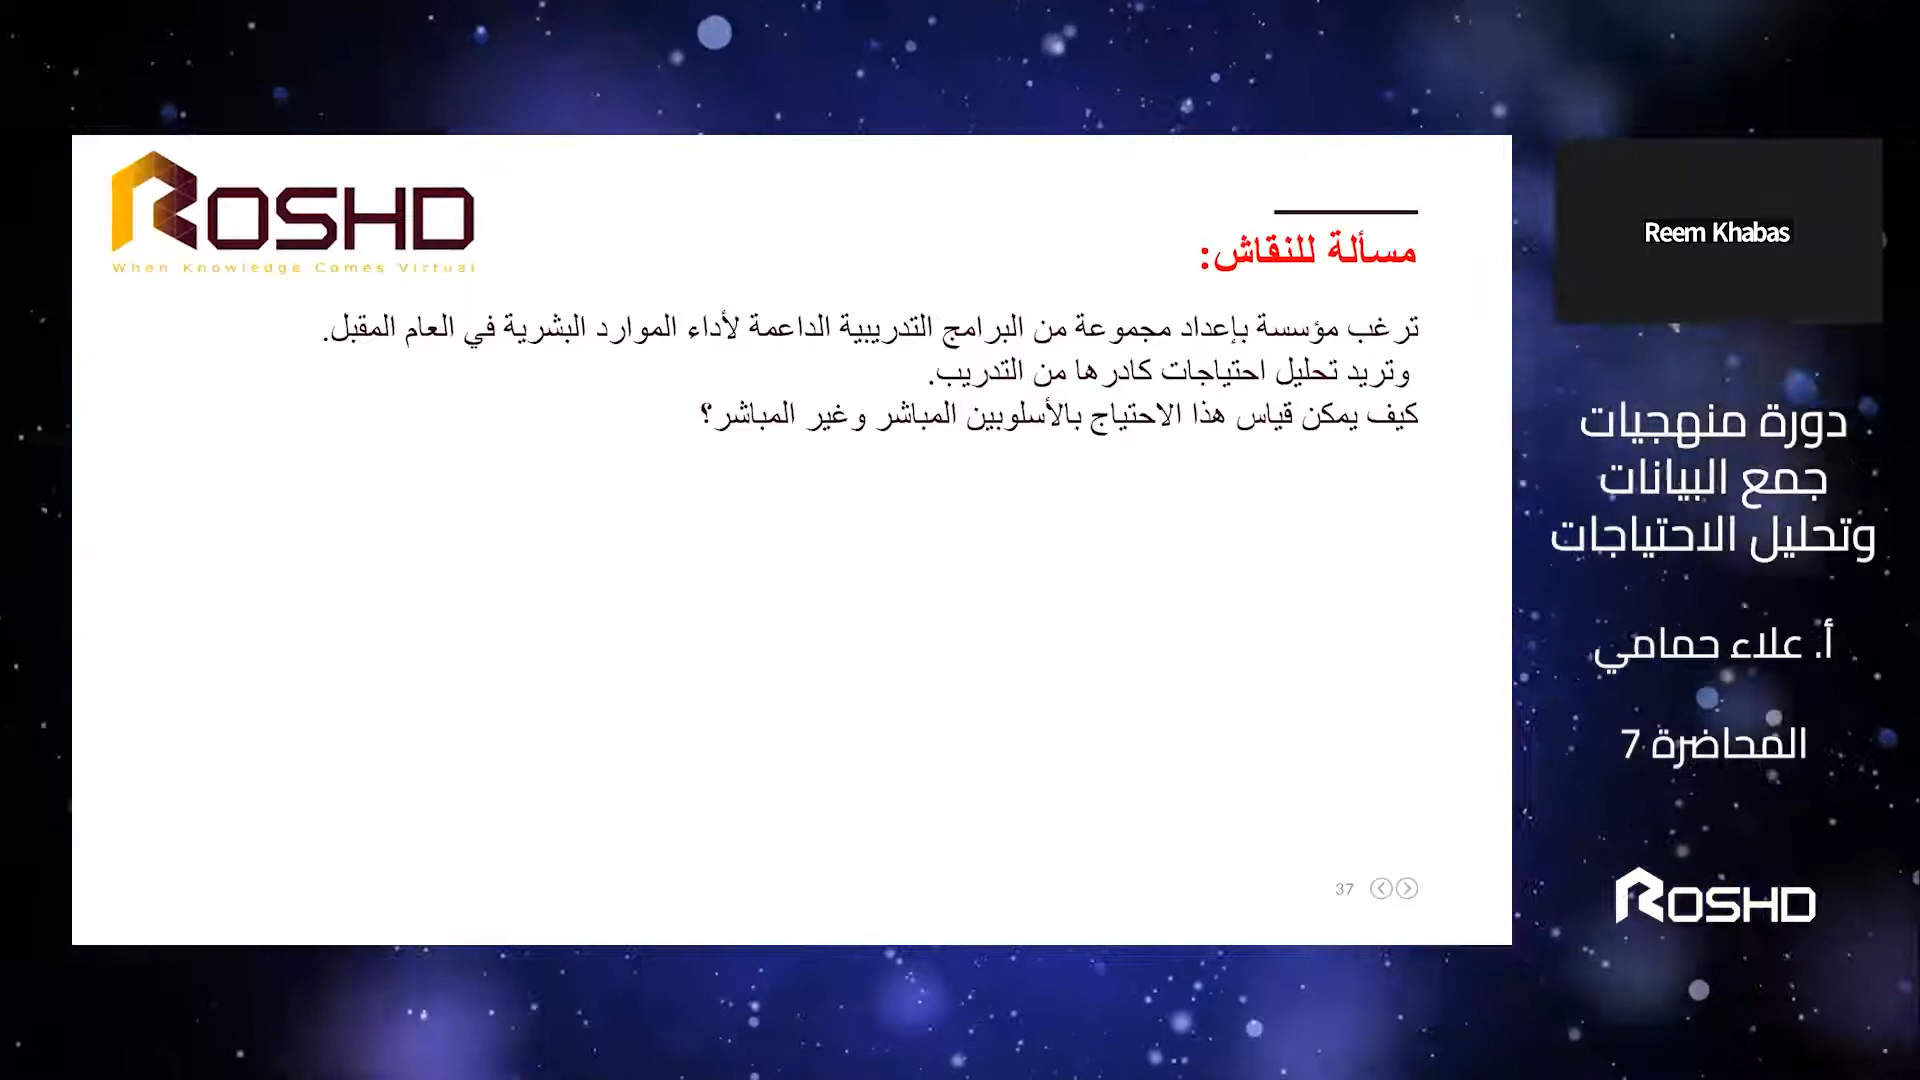 ROSHD
When Knowledge Comes Virtual
مسألة للنقاش:
ترغب مؤسسة بإعداد مجموعة من البرامج التدريبية الداعمة لأداء الموارد البشرية في العام المقبل.
وتريد تحليل احتياجات كادرها من التدريب.
كيف يمكن قياس هذا الاحتياج بالأسلوبين المباشر وغير المباشر؟
37
Reem Khabas
دورة منهجيات
جمع البيانات
وتحليل الاحتياجات
أ. علاء حمامي
المحاضرة 7
ROSHD